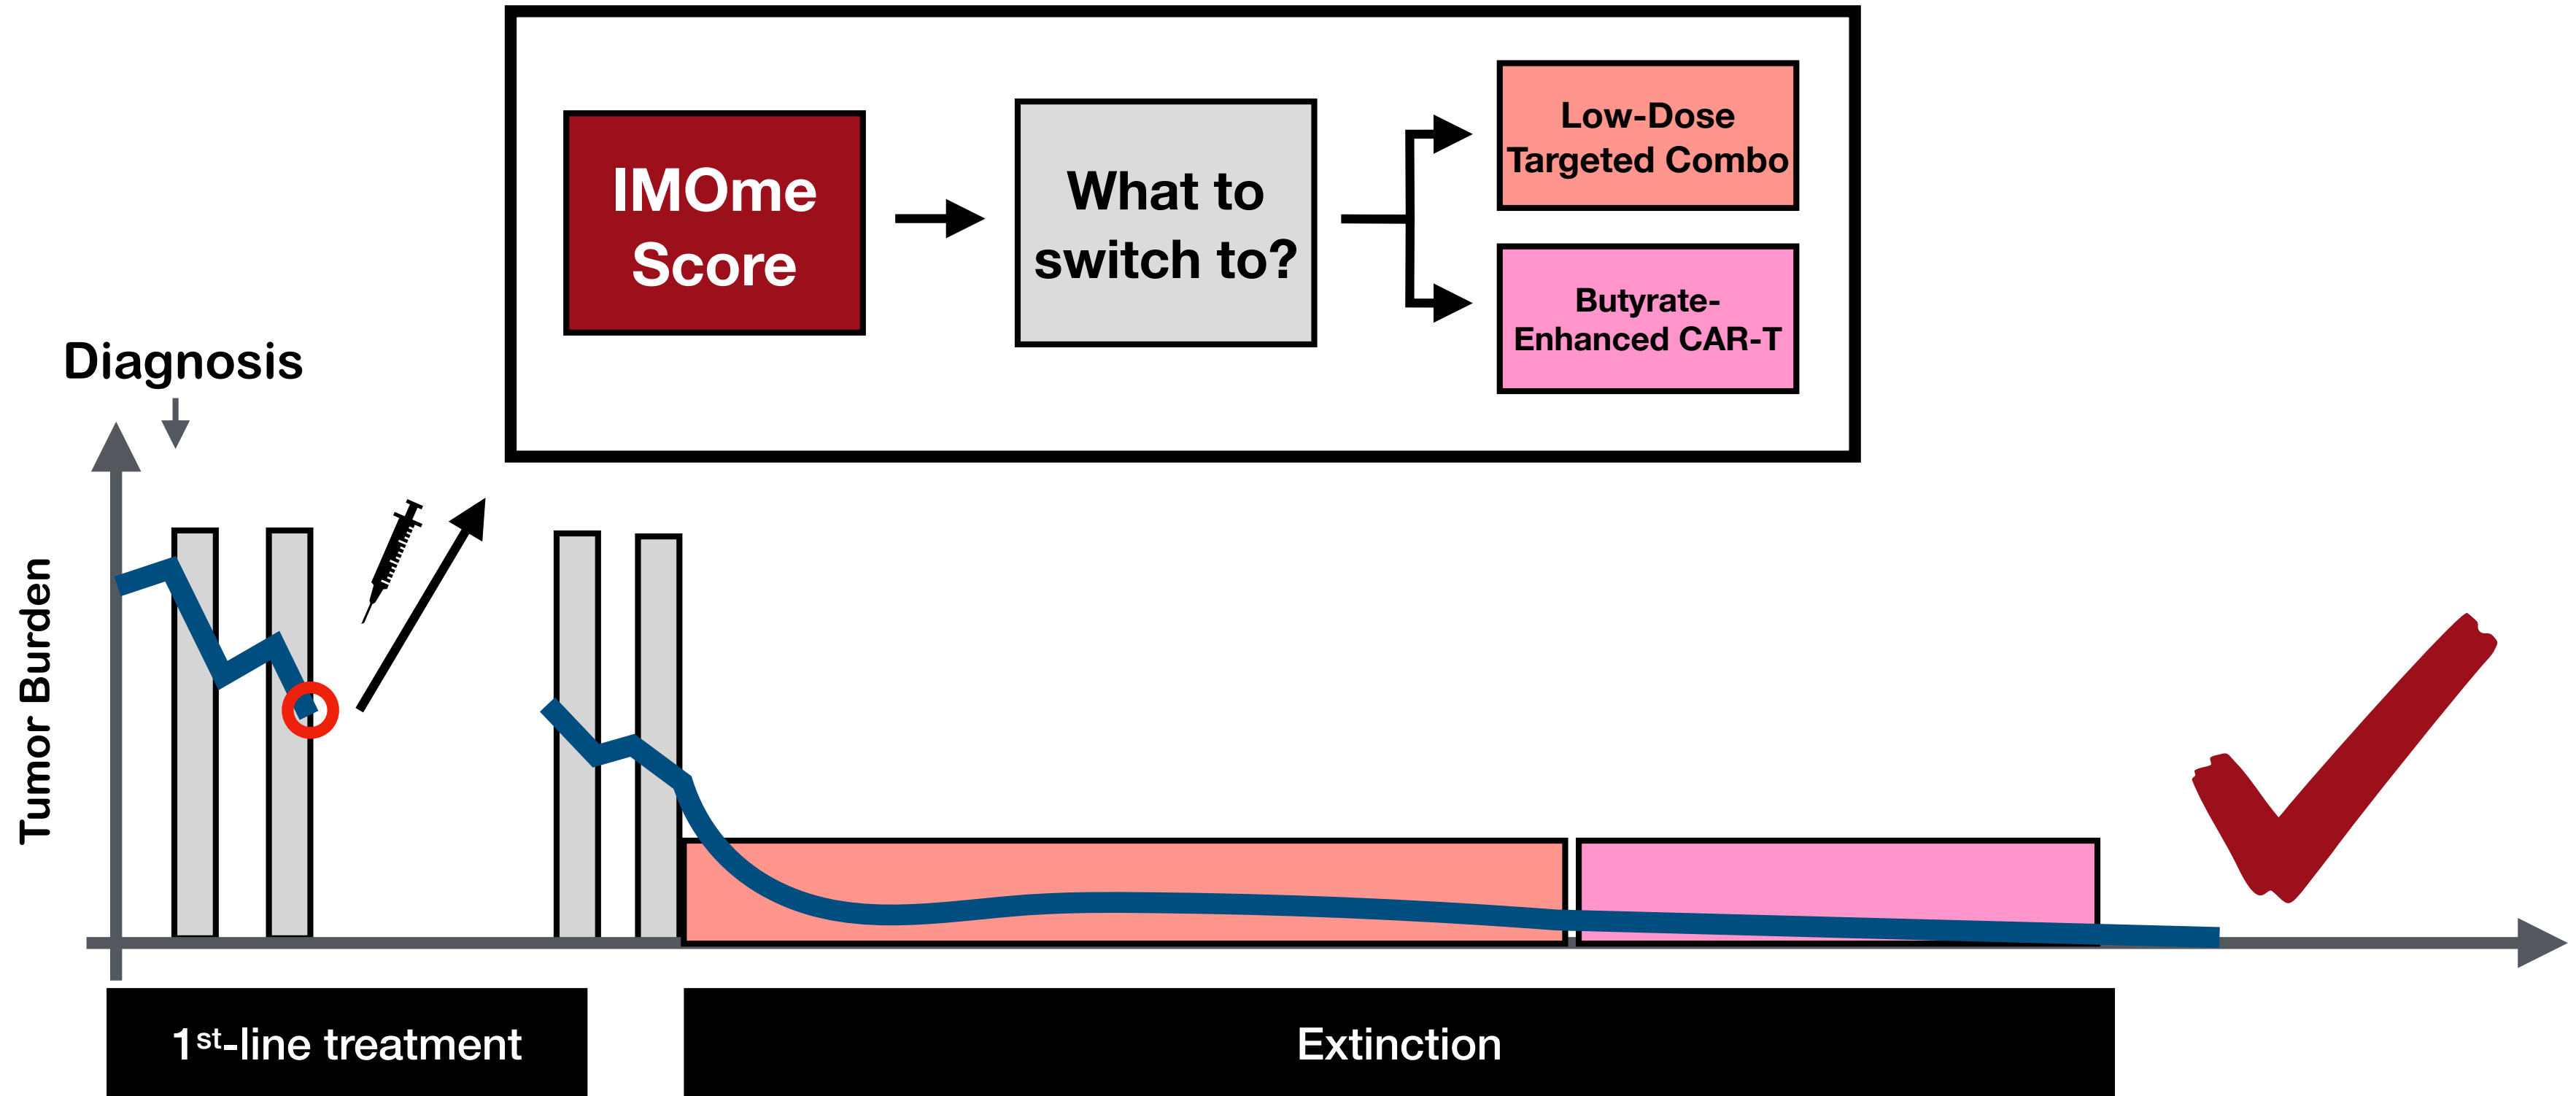 IMOme
Score
What to
switch to?
Low-Dose
Targeted Combo
Butyrate-
Enhanced CAR-T
Diagnosis
Tumor Burden
1st-line treatment
Extinction